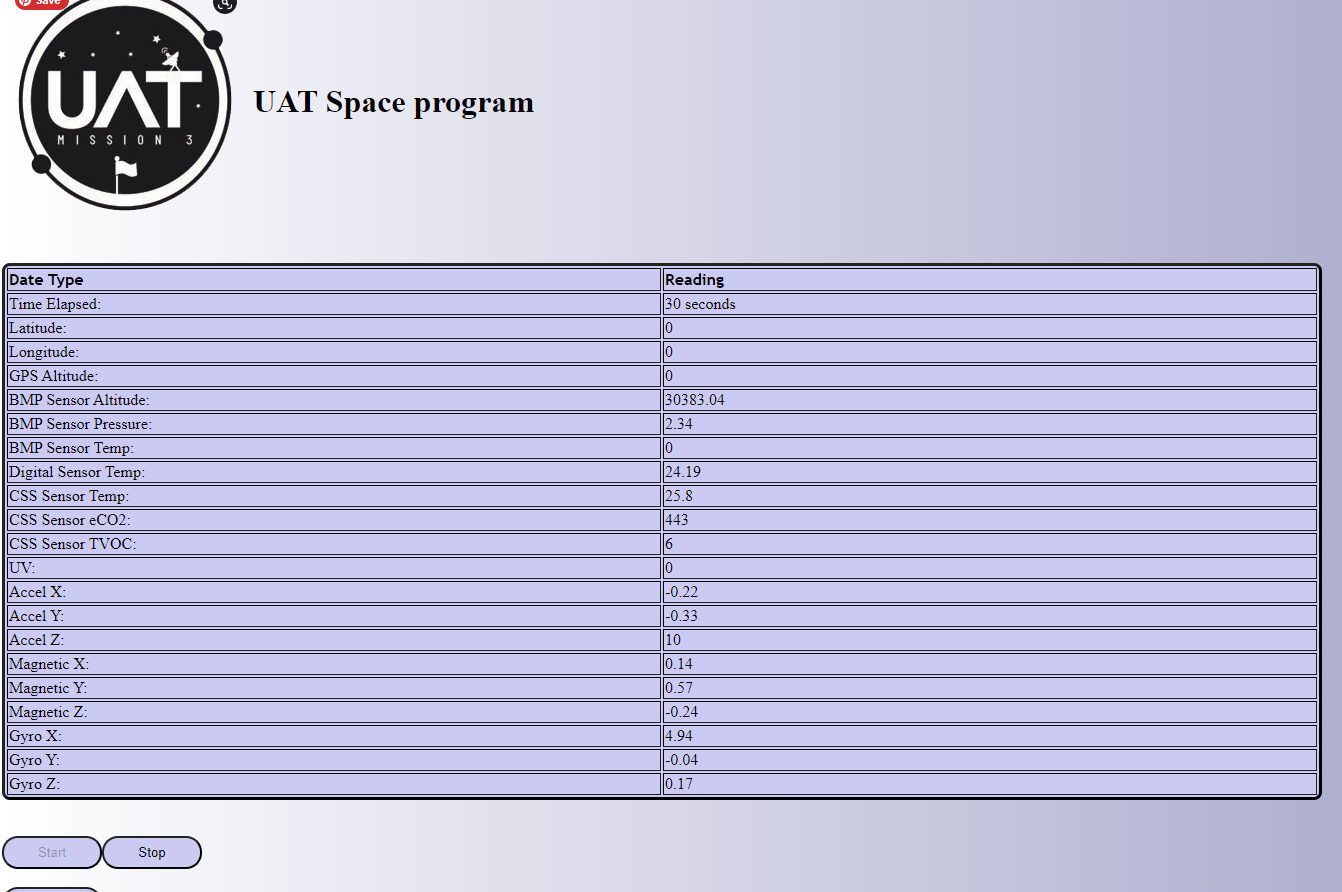 Save
UAT
MISSION 3
UAT Space program
Date Type Reading
Time Elapsed: 30 seconds
Latitude: 0
Longitude: 0
GPS Altitude: 0
BMP Sensor Altitude: 30383.04
BMP Sensor Pressure: 2.34
BMP Sensor Temp: 0
Digital Sensor Temp: 24.19
CSS Sensor Temp: 25.8
CSS Sensor eCO2: 443
CSS Sensor TVOC: 6
UV: 0
Accel X: -0.22
Accel Y: -0.33
Accel Z: 10
Magnetic X: 0.14
Magnetic Y: 0.57
Magnetic Z: -0.24
Gyro X: 4.94
Gyro Y: -0.04
Gyro Z: 0.17
Start Stop